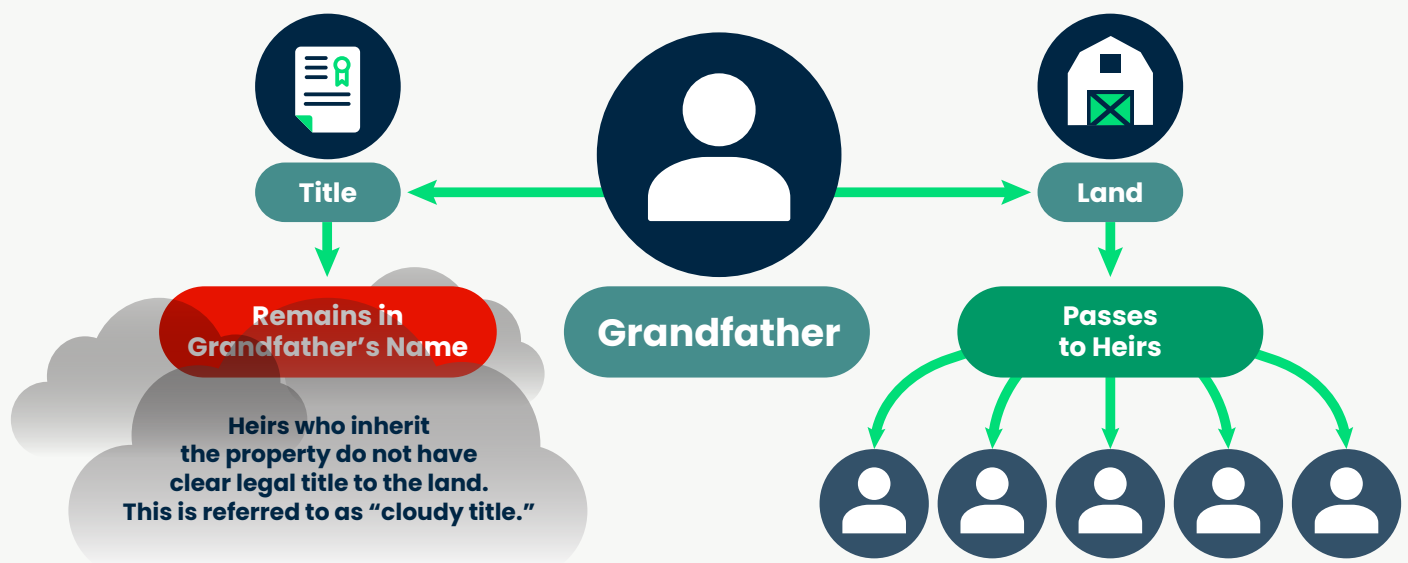 Title
Land
Remains in
Grandfather's Name
Grandfather
Passes
to Heirs
Heirs who inherit
the property do not have
clear legal title to the land.
This is referred to as “cloudy title.”